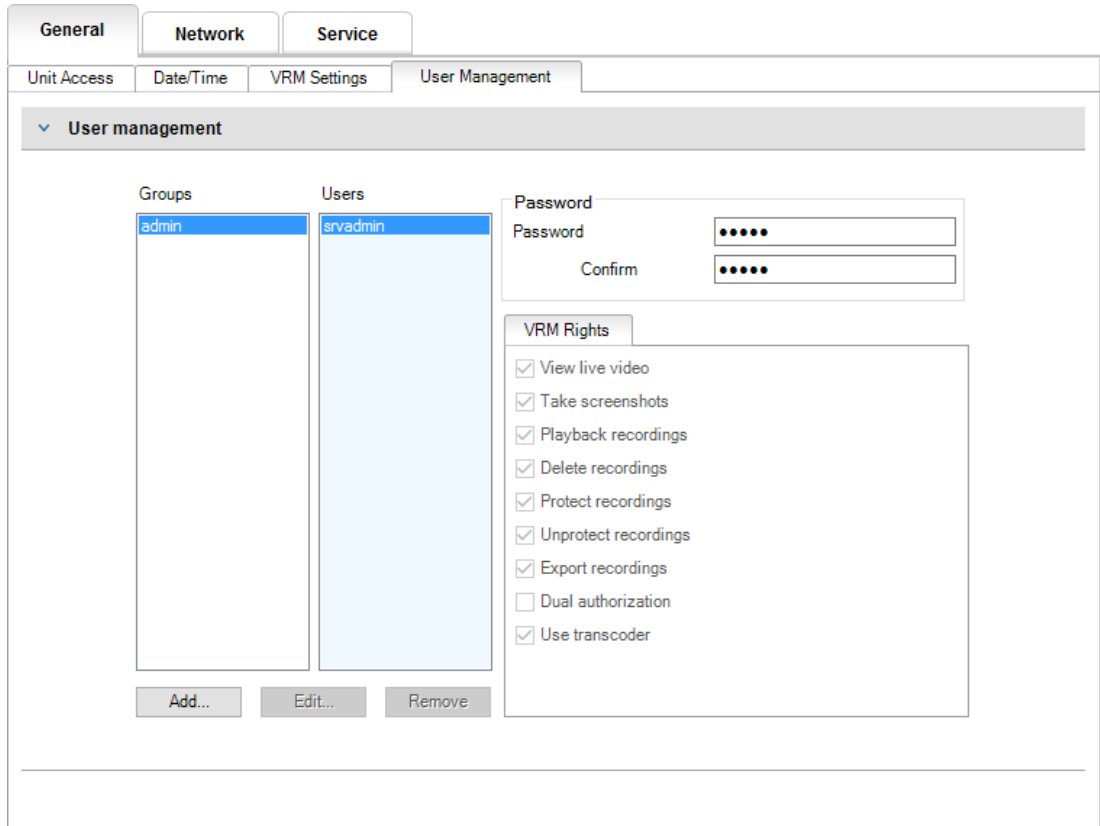 General Network Service
Unit Access Date/Time VRM Settings User Management
User management
Groups Users
admin
srvadmin
Password
Password
Confirm
VRM Rights
View live video
Take screenshots
Playback recordings
Delete recordings
Protect recordings
Unprotect recordings
Export recordings
Dual authorization
Use transcoder
Add... Edit... Remove